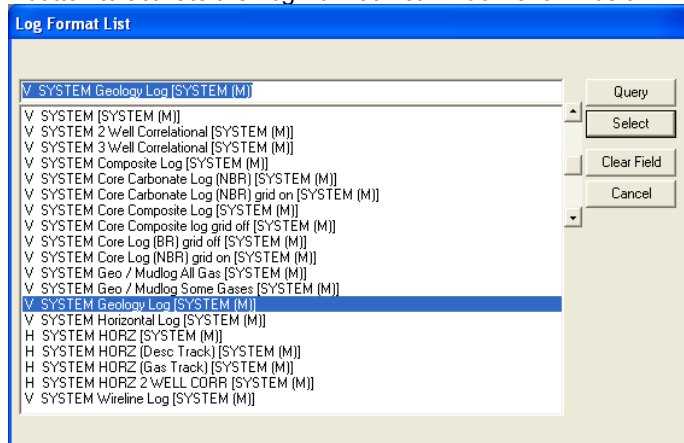 Log Format List
V SYSTEM Geology Log [SYSTEM (M)]
Query
V SYSTEM [SYSTEM (M)]
V SYSTEM 2 Well Correlational [SYSTEM (M)]
V SYSTEM 3 Well Correlational [SYSTEM (M)]
V SYSTEM Composite Log [SYSTEM (M)]
V SYSTEM Core Carbonate Log (NBR) [SYSTEM (M)]
V SYSTEM Core Carbonate Log (NBR) grid on [SYSTEM (M)]
V SYSTEM Core Composite Log [SYSTEM (M)]
V SYSTEM Core Composite log grid off [SYSTEM (M)]
V SYSTEM Core Log (BR) grid off [SYSTEM (M)]
V SYSTEM Core Log (NBR) grid on [SYSTEM (M)]
V SYSTEM Geo / Mudlog All Gas [SYSTEM (M)]
V SYSTEM Geo / Mudlog Some Gases [SYSTEM (M)]
V SYSTEM Geology Log [SYSTEM (M)]
V SYSTEM Horizontal Log [SYSTEM (M)]
H SYSTEM HORZ [SYSTEM (M)]
H SYSTEM HORZ (Desc Track) [SYSTEM (M)]
H SYSTEM HORZ (Gas Track) [SYSTEM (M)]
H SYSTEM HORZ 2 WELL CORR [SYSTEM (M)]
V SYSTEM Wireline Log [SYSTEM (M)]
Select
Clear Field
Cancel